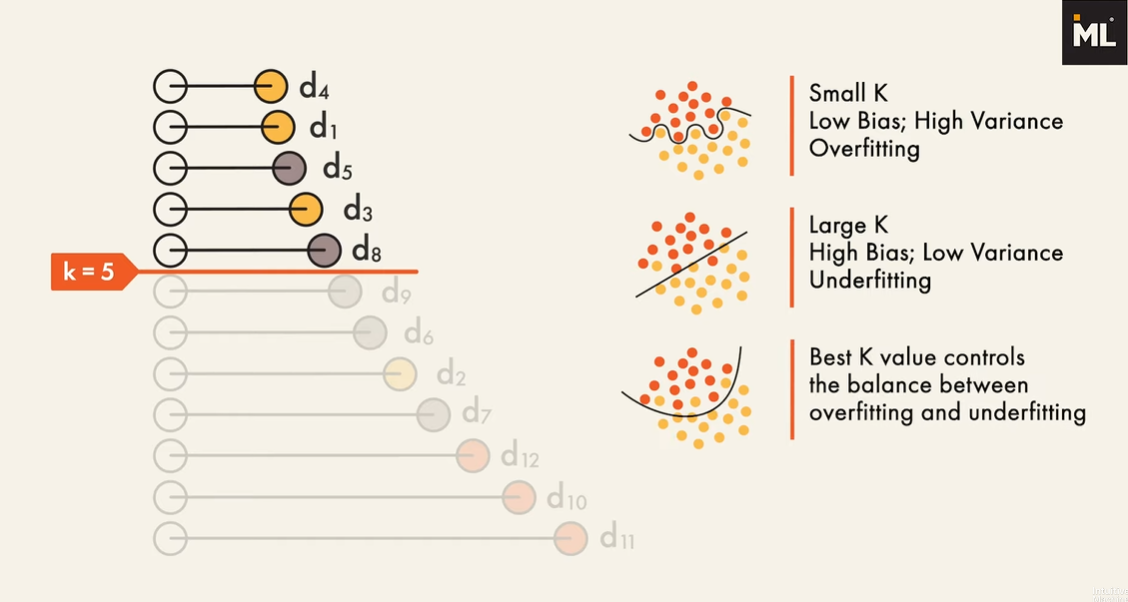 iML
d4
d1
d5
d3
d8
k = 5
d9
d6
d2
d7
d12
d10
d11
Small K
Low Bias; High Variance
Overfitting
Large K
High Bias; Low Variance
Underfitting
Best K value controls
the balance between
overfitting and underfitting